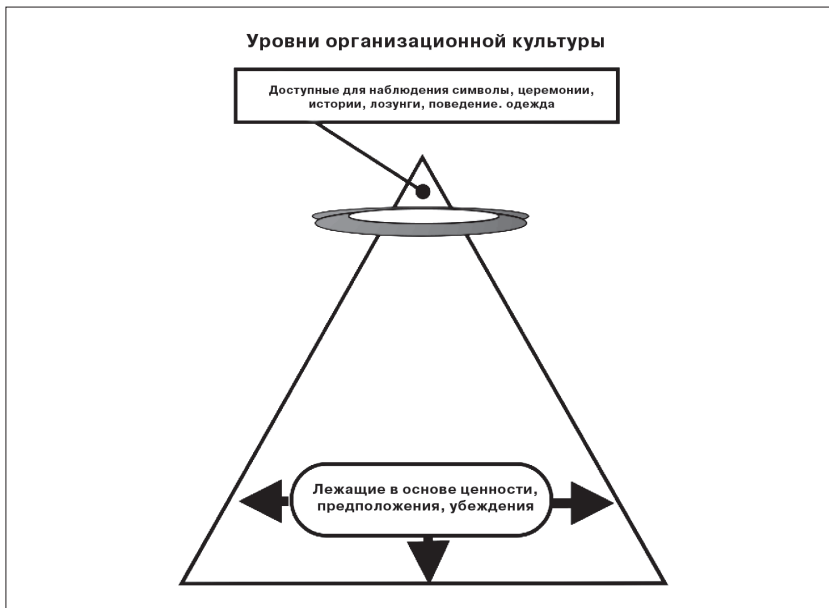 Уровни организационной культуры
Доступные для наблюдения символы, церемонии,
истории, лозунги, поведение. одежда
Лежащие в основе ценности,
предположения, убеждения